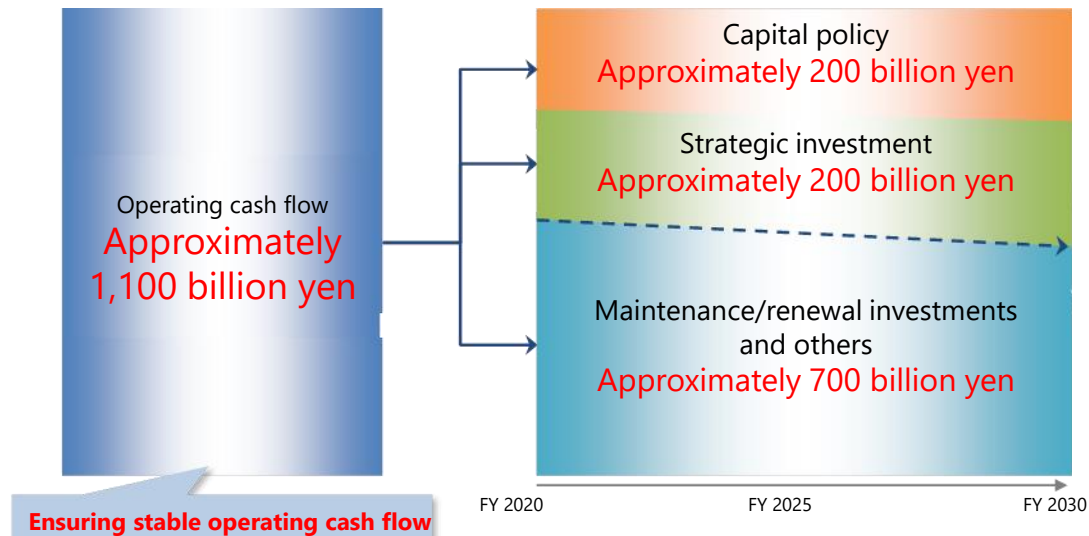 Operating cash flow
Approximately
1,100 billion yen
Ensuring stable operating cash flow
Capital policy
Approximately 200 billion yen
Strategic investment
Approximately 200 billion yen
Maintenance/renewal investments
and others
Approximately 700 billion yen
FY 2020
FY 2025
FY 2030